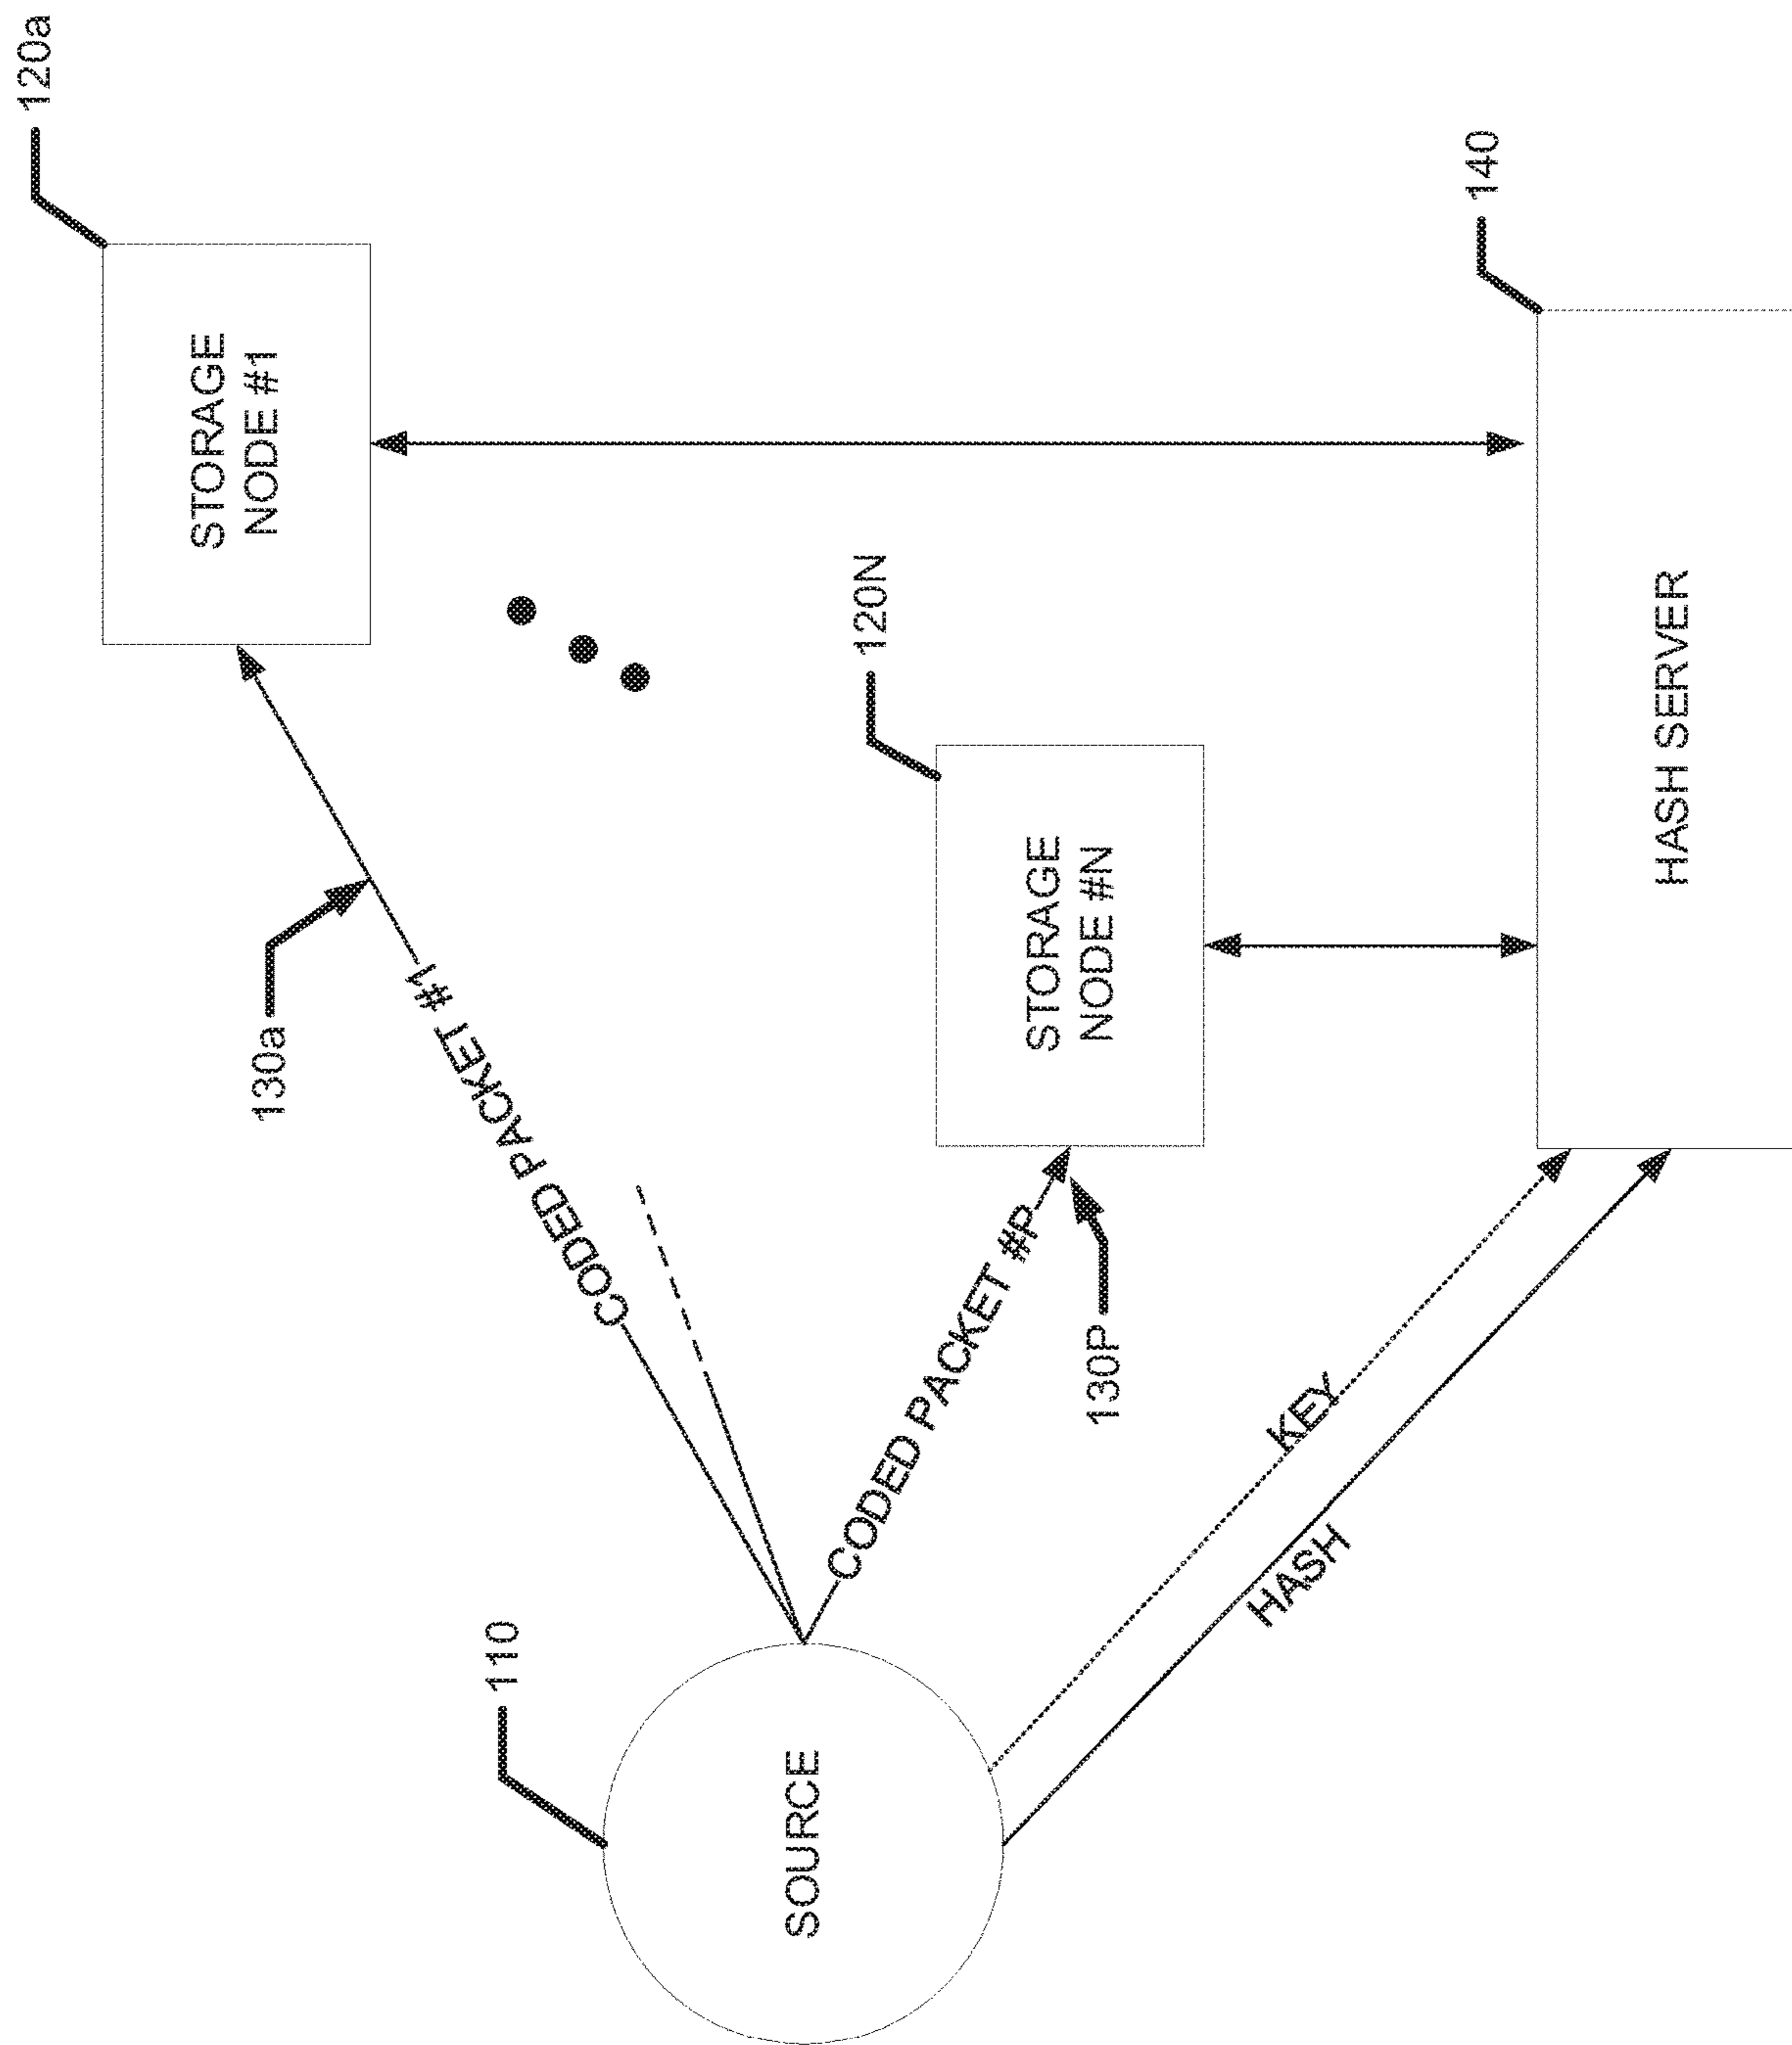 120a
STORAGE
NODE #1
130a
CODED PACKET #1
120N
STORAGE
NODE #N
CODED PACKET #P
130P
110
SOURCE
KEY
HASH
140
HASH SERVER